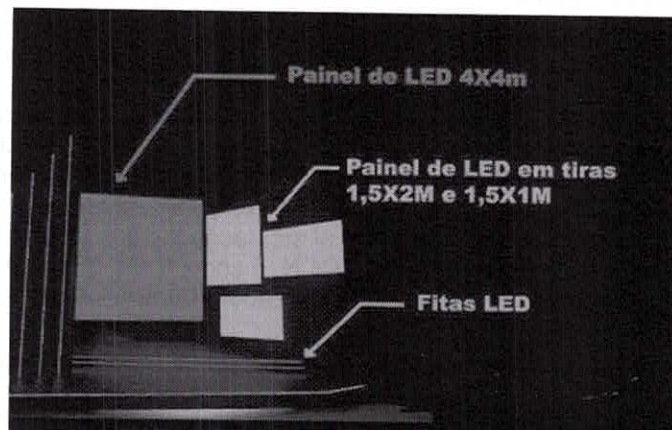 Painel de LED 4X4m
Painel de LED em tiras
1,5X2M e 1,5X1M
Fitas LED